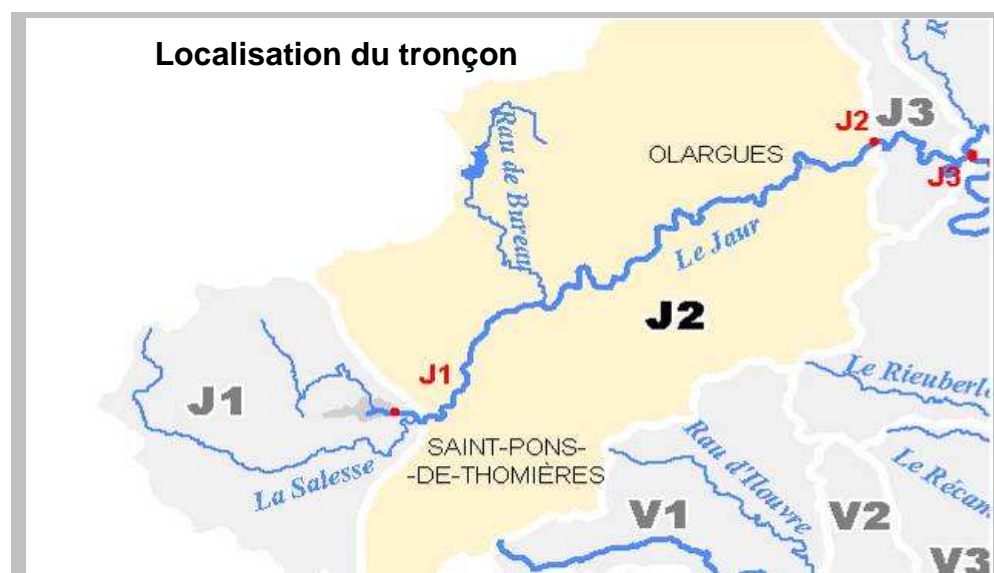 Localisation du tronçon
J2
J3
OLARGUES
J3
Rau de Bureau
Le Jaur
J2
J1
J1
Le Rieuberl
SAINT-PONS-
-DE-THOMIÈRES
La Salesse
Rau d'Ilouvre
Le Récan
V1
V2
V3